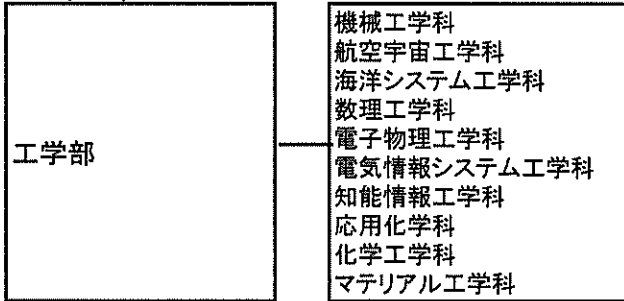 工学部
機械工学科
航空宇宙工学科
海洋システム工学科
数理工学科
電子物理工学科
電気情報システム工学科
知能情報工学科
応用化学科
化学工学科
マテリアル工学科